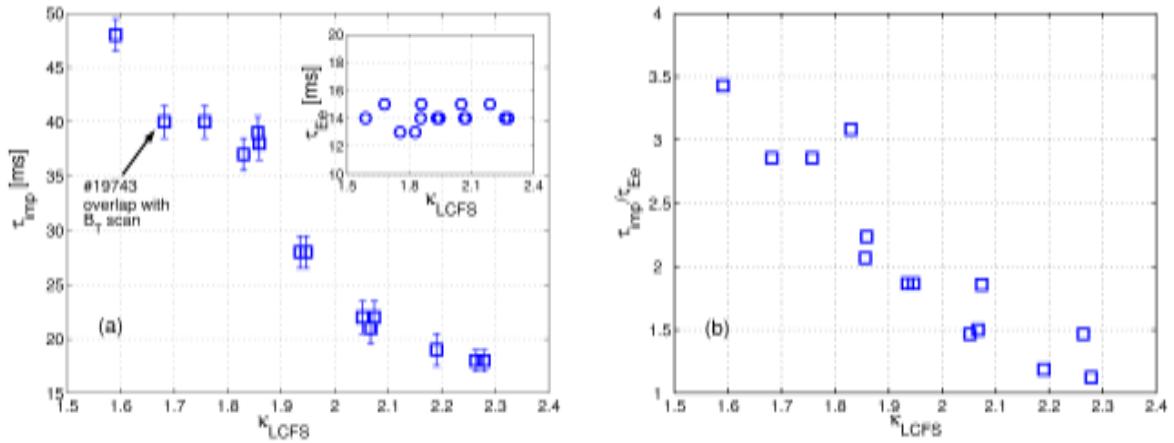 50
45
40
35
30
25
20
15
τimp [ms]
1.5 1.6 1.7 1.8 1.9 2 2.1 2.2 2.3 2.4
κLCFS
#19743
overlap with
BT scan
(a)
20
18
16
14
12
10
τEe [ms]
1.5 1.8 2.1 2.4
κLCFS
4
3.5
3
2.5
2
1.5
1
τimp/τEe
(b)
1.5 1.6 1.7 1.8 1.9 2 2.1 2.2 2.3 2.4
κLCFS